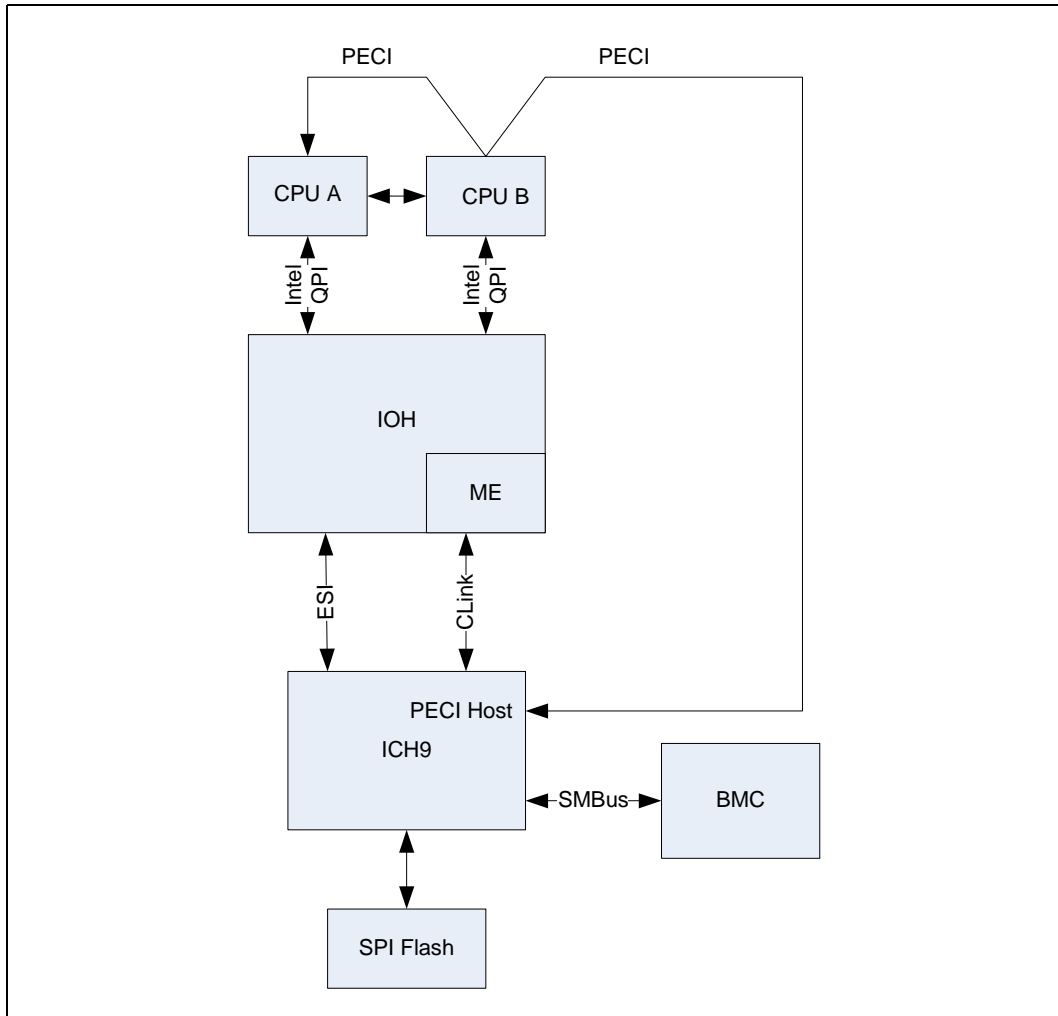 PECI
PECI
CPU A
CPU B
Intel
QPI
Intel
QPI
IOH
ME
ESI
CLink
PECI Host
ICH9
SMBus
BMC
SPI Flash